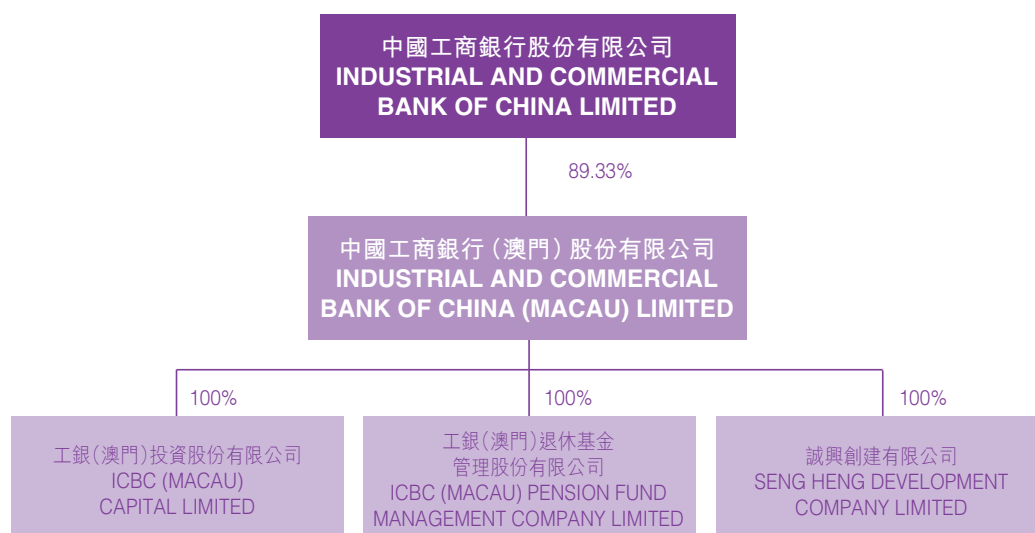 中國工商銀行股份有限公司
INDUSTRIAL AND COMMERCIAL
BANK OF CHINA LIMITED
89.33%
中國工商銀行（澳門）股份有限公司
INDUSTRIAL AND COMMERCIAL
BANK OF CHINA (MACAU) LIMITED
100%
工銀（澳門）投資股份有限公司
ICBC (MACAU)
CAPITAL LIMITED
100%
工銀（澳門）退休基金
管理股份有限公司
ICBC (MACAU) PENSION FUND
MANAGEMENT COMPANY LIMITED
100%
誠興創建有限公司
SENG HENG DEVELOPMENT
COMPANY LIMITED